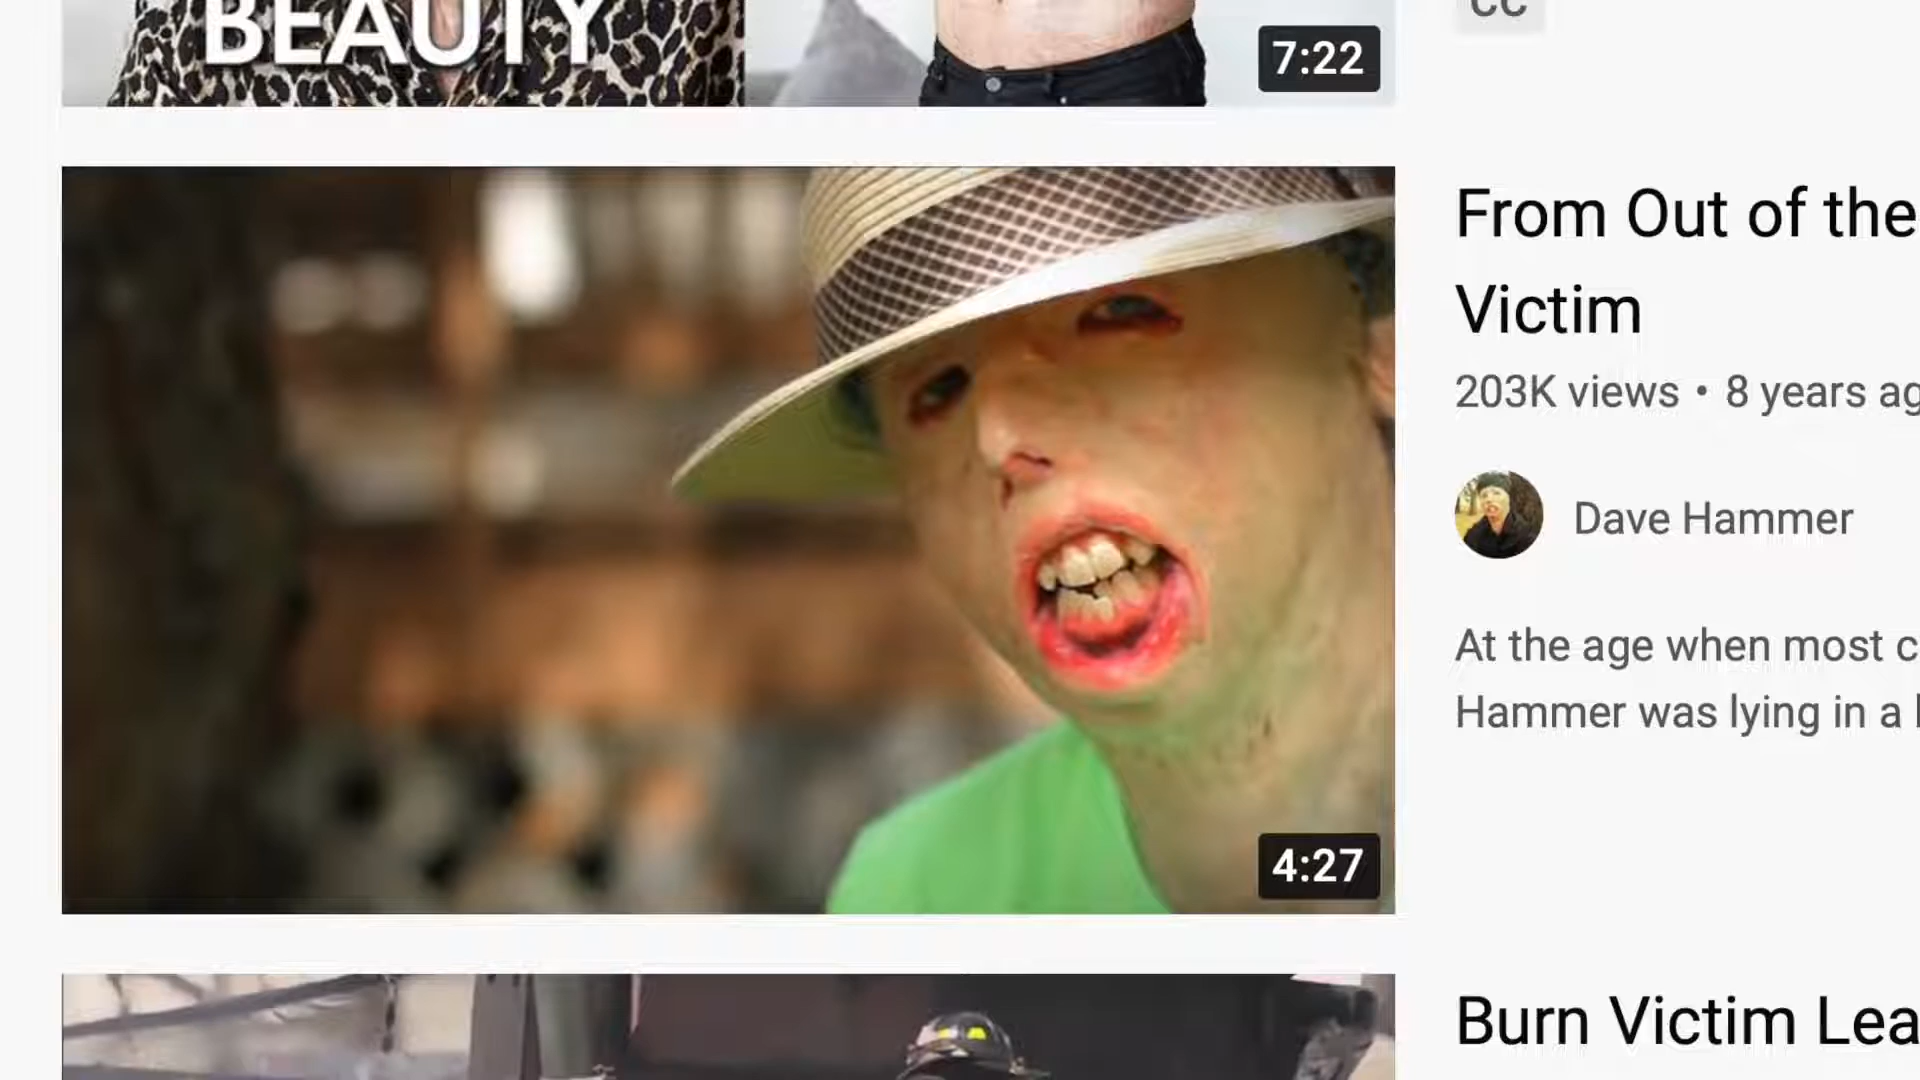 BEAUTY
7:22
CC
From Out of the
Victim
203K views • 8 years ag
Dave Hammer
At the age when most c
Hammer was lying in a
4:27
Burn Victim Lea